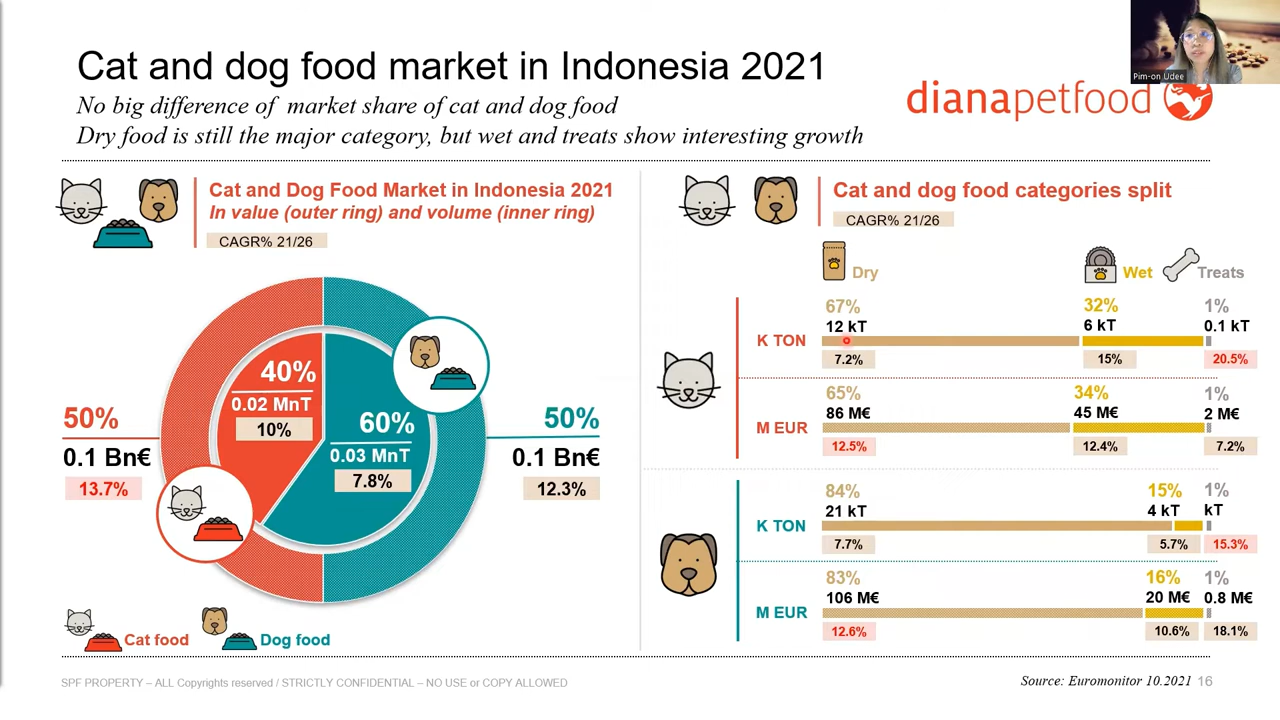 Cat and dog food market in Indonesia 2021
No big difference of market share of cat and dog food
Dry food is still the major category, but wet and treats show interesting growth
Pim-on Udee
dianapetfood
Cat and Dog Food Market in Indonesia 2021
In value (outer ring) and volume (inner ring)
CAGR% 21/26
50%
0.1 Bn€
13.7%
40%
0.02 MnT
10%
60%
0.03 MnT
7.8%
50%
0.1 Bn€
12.3%
Cat food
Dog food
Cat and dog food categories split
CAGR% 21/26
Dry
Wet
Treats
K TON
67%
12 kT
7.2%
32%
6 kT
15%
1%
0.1 kT
20.5%
M EUR
65%
86 M€
12.5%
34%
45 M€
12.4%
1%
2 M€
7.2%
K TON
84%
21 kT
7.7%
15%
4 kT
5.7%
1%
kT
15.3%
M EUR
83%
106 M€
12.6%
16%
20 M€
10.6%
1%
0.8 M€
18.1%
SPF PROPERTY – ALL Copyrights reserved / STRICTLY CONFIDENTIAL – NO USE or COPY ALLOWED
Source: Euromonitor 10.2021
16